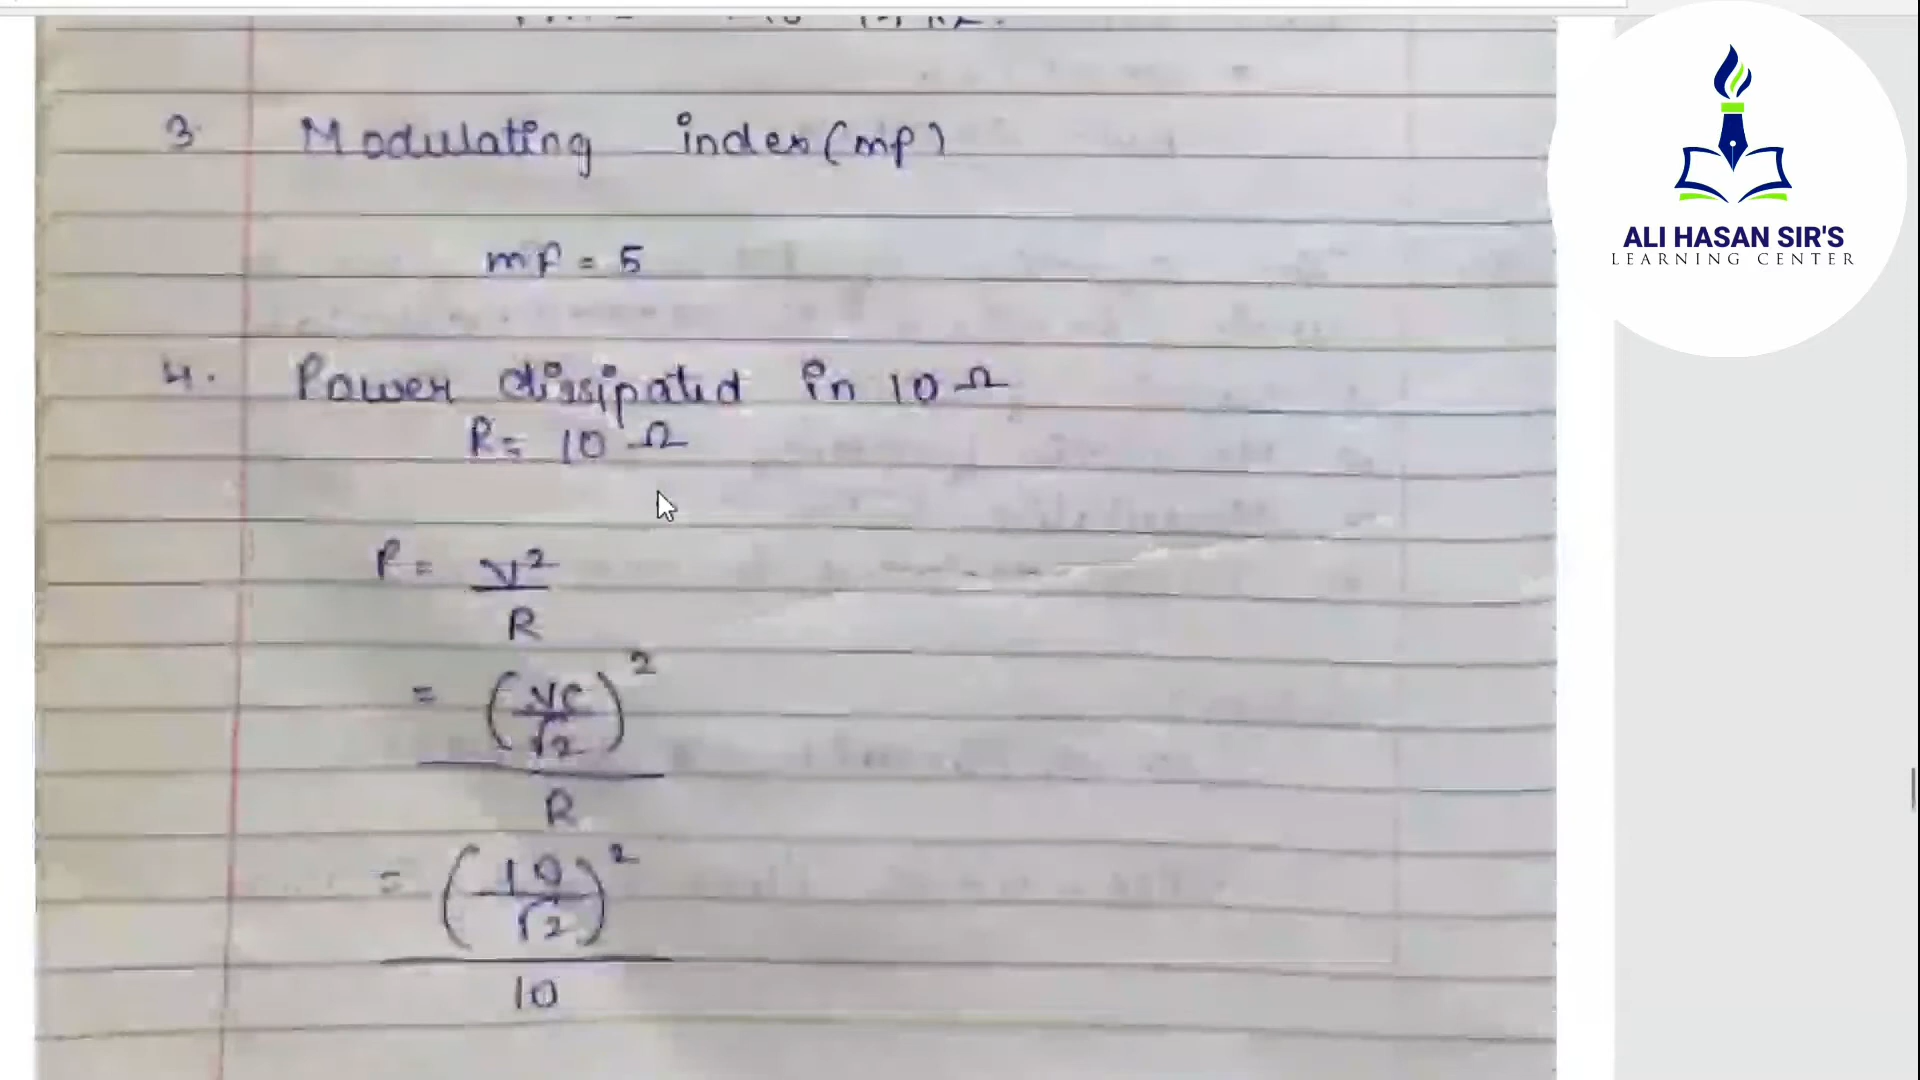 3. Modulating index (mf)
mf = 5
4. Power dissipated in 10 Ω
R = 10 Ω
P = V²
R
= (Vc/√2)²
R
= (10/√2)²
10
ALI HASAN SIR'S
LEARNING CENTER